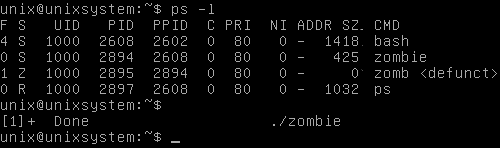 unix@unixsystem:~$ ps -l
F S UID PID PPID C PRI NI ADDR SZ CMD
4 S 1000 2608 2602 0 80 0 - 1418 bash
0 S 1000 2894 2608 0 80 0 - 425 zombie
1 Z 1000 2895 2894 0 80 0 - 0 zomb <defunct>
0 R 1000 2897 2608 0 80 0 - 1032 ps
unix@unixsystem:~$
[1]+ Done ./zombie
unix@unixsystem:~$ _